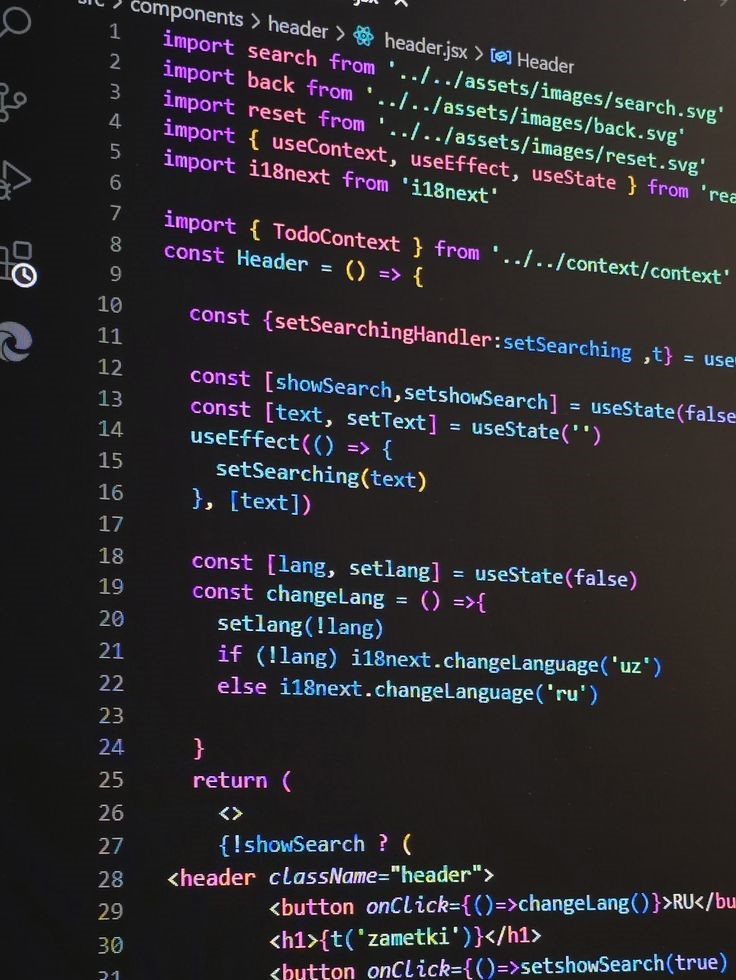 src > components > header > header.jsx > Header
1 import search from '../../assets/images/search.svg'
2 import back from '../../assets/images/back.svg'
3 import reset from '../../assets/images/reset.svg'
4 import { useContext, useEffect, useState } from 'rea
5 import i18next from 'i18next'
6
7 import { TodoContext } from '../../context/context'
8 const Header = () => {
9
10 const {setSearchingHandler:setSearching ,t} = use
11
12 const [showSearch,setshowSearch] = useState(false
13 const [text, setText] = useState('')
14 useEffect(() => {
15 setSearching(text)
16 }, [text])
17
18 const [lang, setlang] = useState(false)
19 const changeLang = () =>{
20 setlang(!lang)
21 if (!lang) i18next.changeLanguage('uz')
22 else i18next.changeLanguage('ru')
23
24 }
25 return (
26 <>
27 {!showSearch ? (
28 <header className="header">
29 <button onClick={()=>changeLang()}>RU</bu
30 <h1>{t('zametki')}</h1>
31 <button onClick={()=>setshowSearch(true)